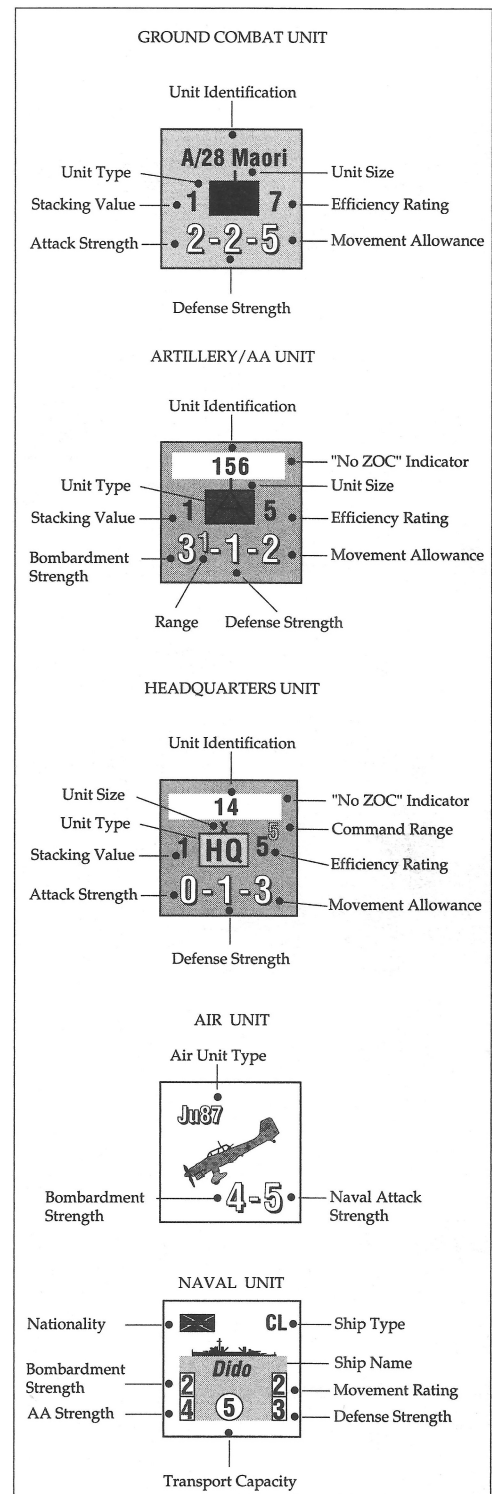 GROUND COMBAT UNIT
Unit Identification
A/28 Maori
Unit Type
Unit Size
Stacking Value
1
7
Efficiency Rating
Attack Strength
2-2-5
Movement Allowance
Defense Strength
ARTILLERY/AA UNIT
Unit Identification
156
"No ZOC" Indicator
Unit Type
Unit Size
Stacking Value
1
5
Efficiency Rating
Bombardment
Strength
3 1-1-2
Movement Allowance
Range
Defense Strength
HEADQUARTERS UNIT
Unit Identification
14
"No ZOC" Indicator
Unit Size
X
5
Command Range
Unit Type
Stacking Value
1
HQ
5
Efficiency Rating
Attack Strength
0-1-3
Movement Allowance
Defense Strength
AIR UNIT
Air Unit Type
Ju87
Bombardment
Strength
4-5
Naval Attack
Strength
NAVAL UNIT
Nationality
CL
Ship Type
Dido
Ship Name
Bombardment
Strength
2
2
Movement Rating
AA Strength
4
5
3
Defense Strength
Transport Capacity